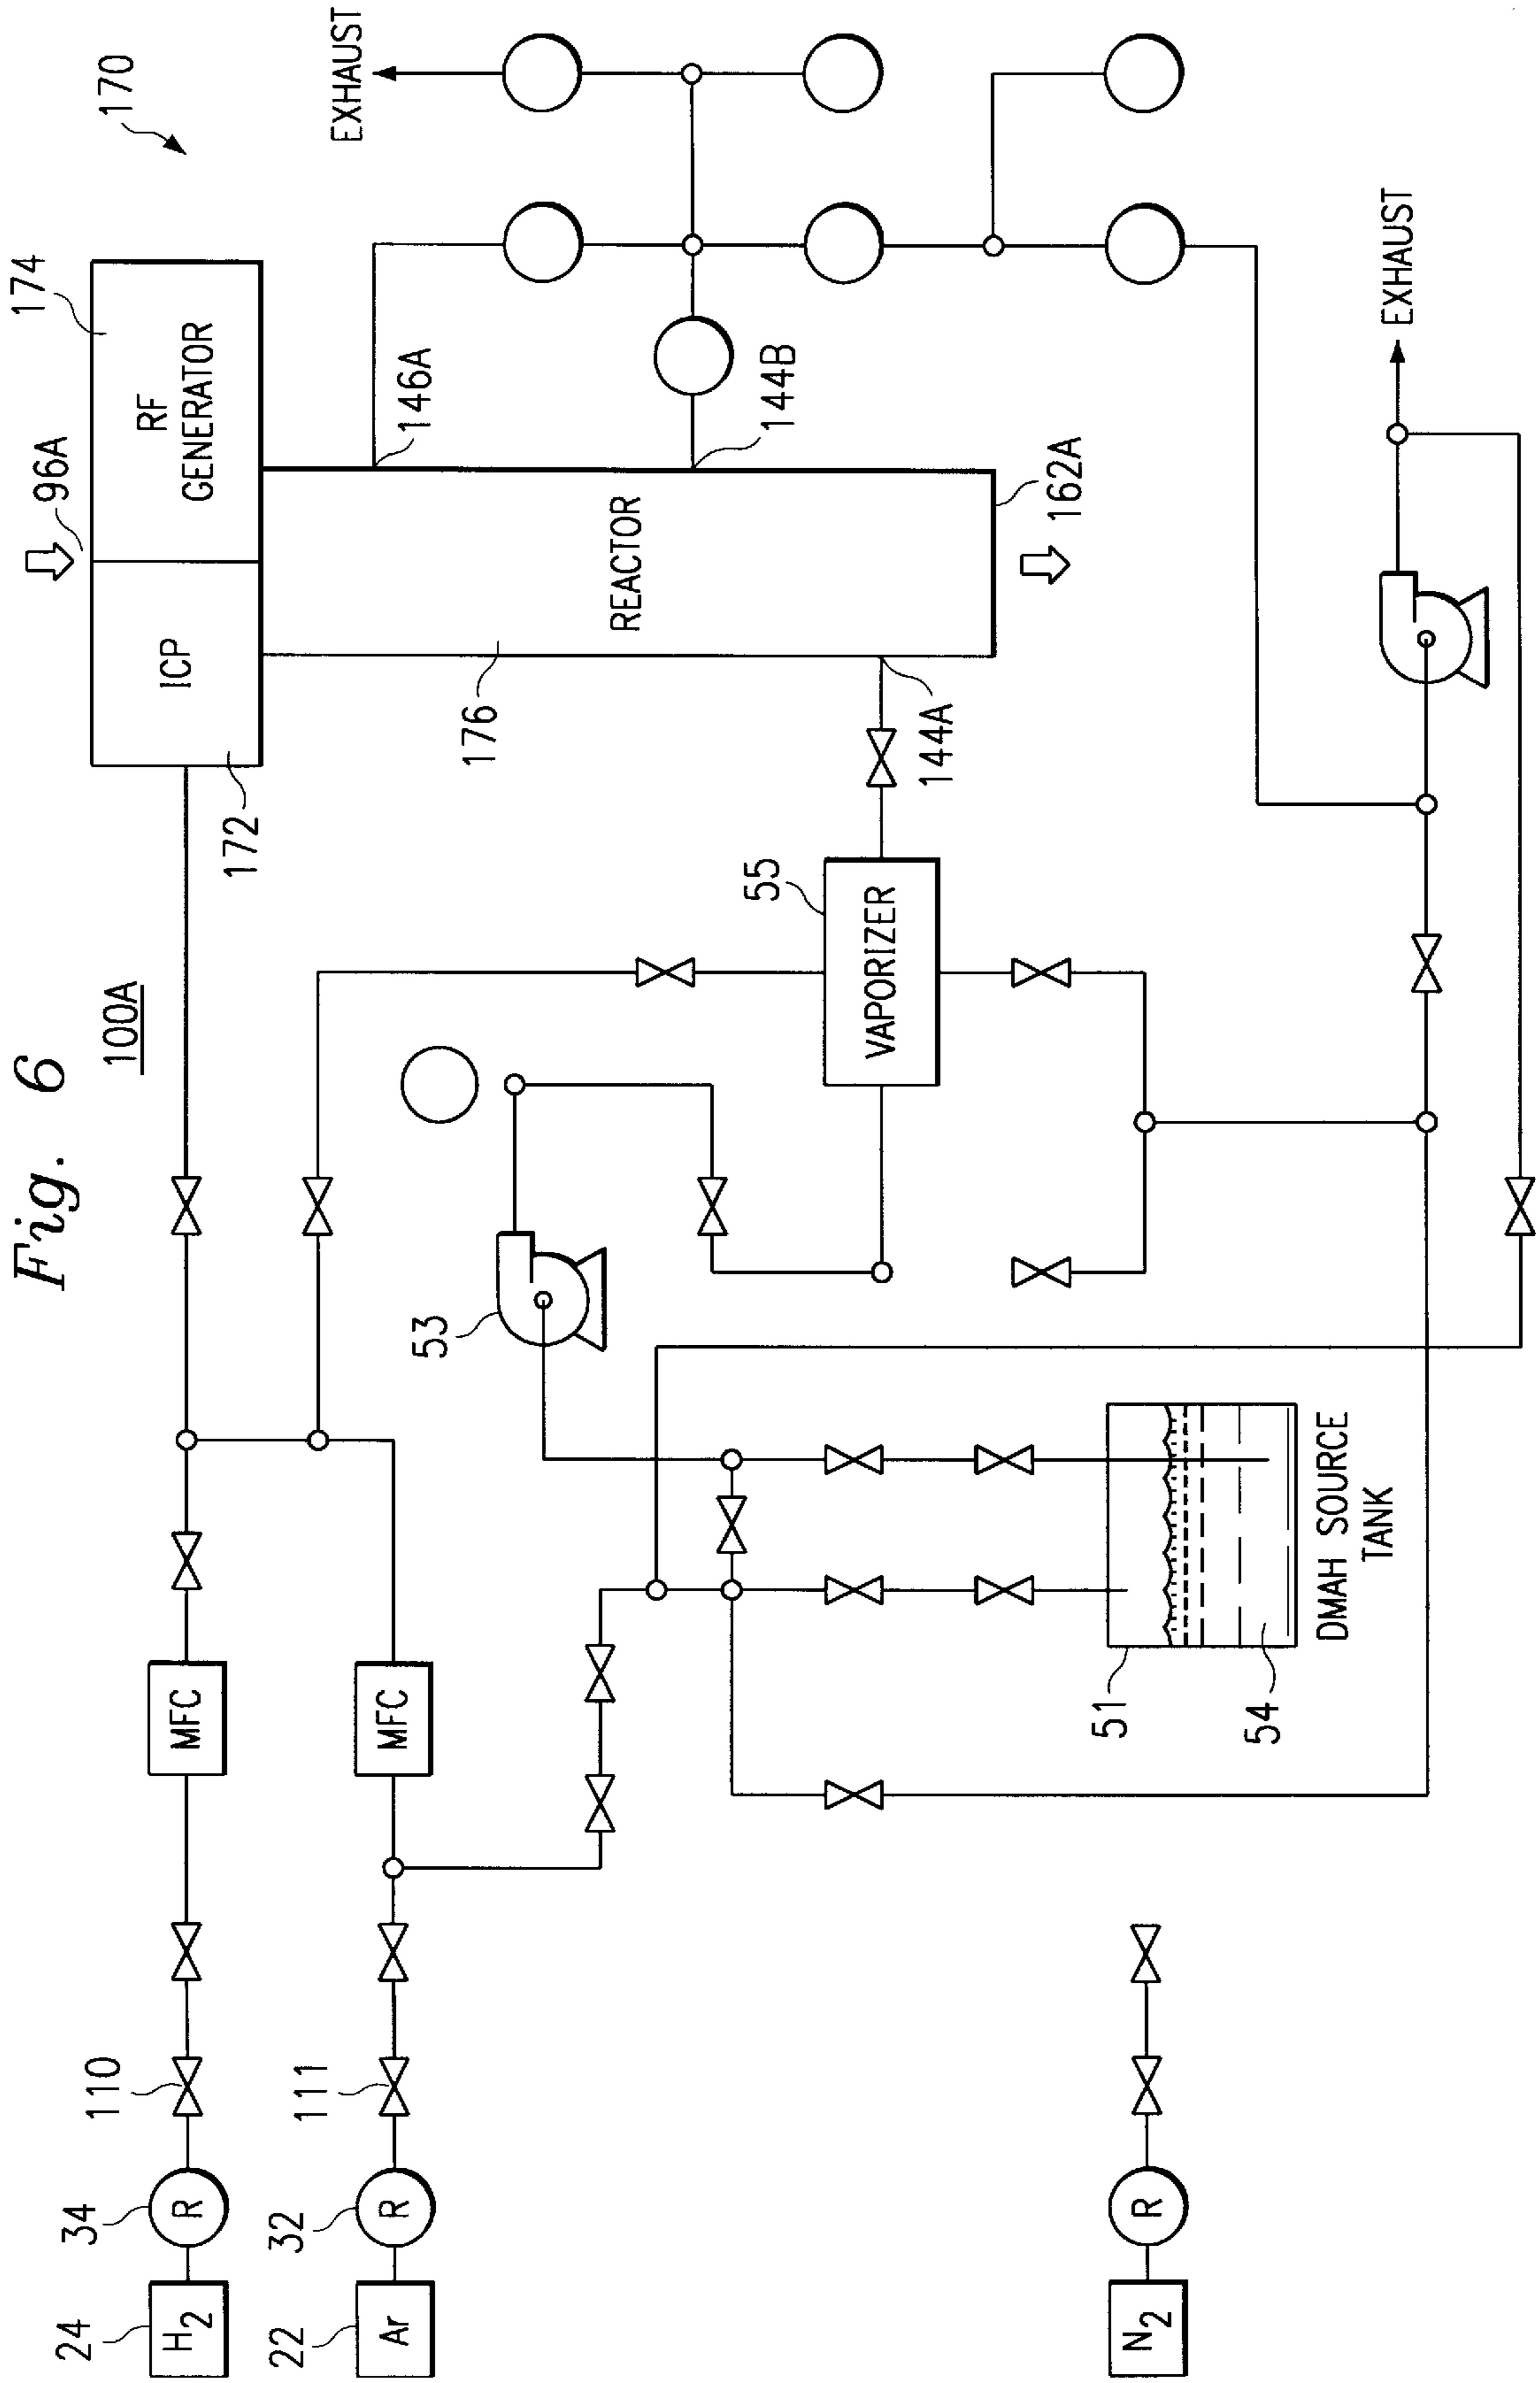 Fig. 6
100A
170
96A
174
RF
GENERATOR
ICP
172
EXHAUST
146A
144B
REACTOR
176
162A
144A
EXHAUST
55
VAPORIZER
53
MFC
MFC
110
111
34
R
32
R
24
H2
22
Ar
51
54
DMAH SOURCE
TANK
R
N2